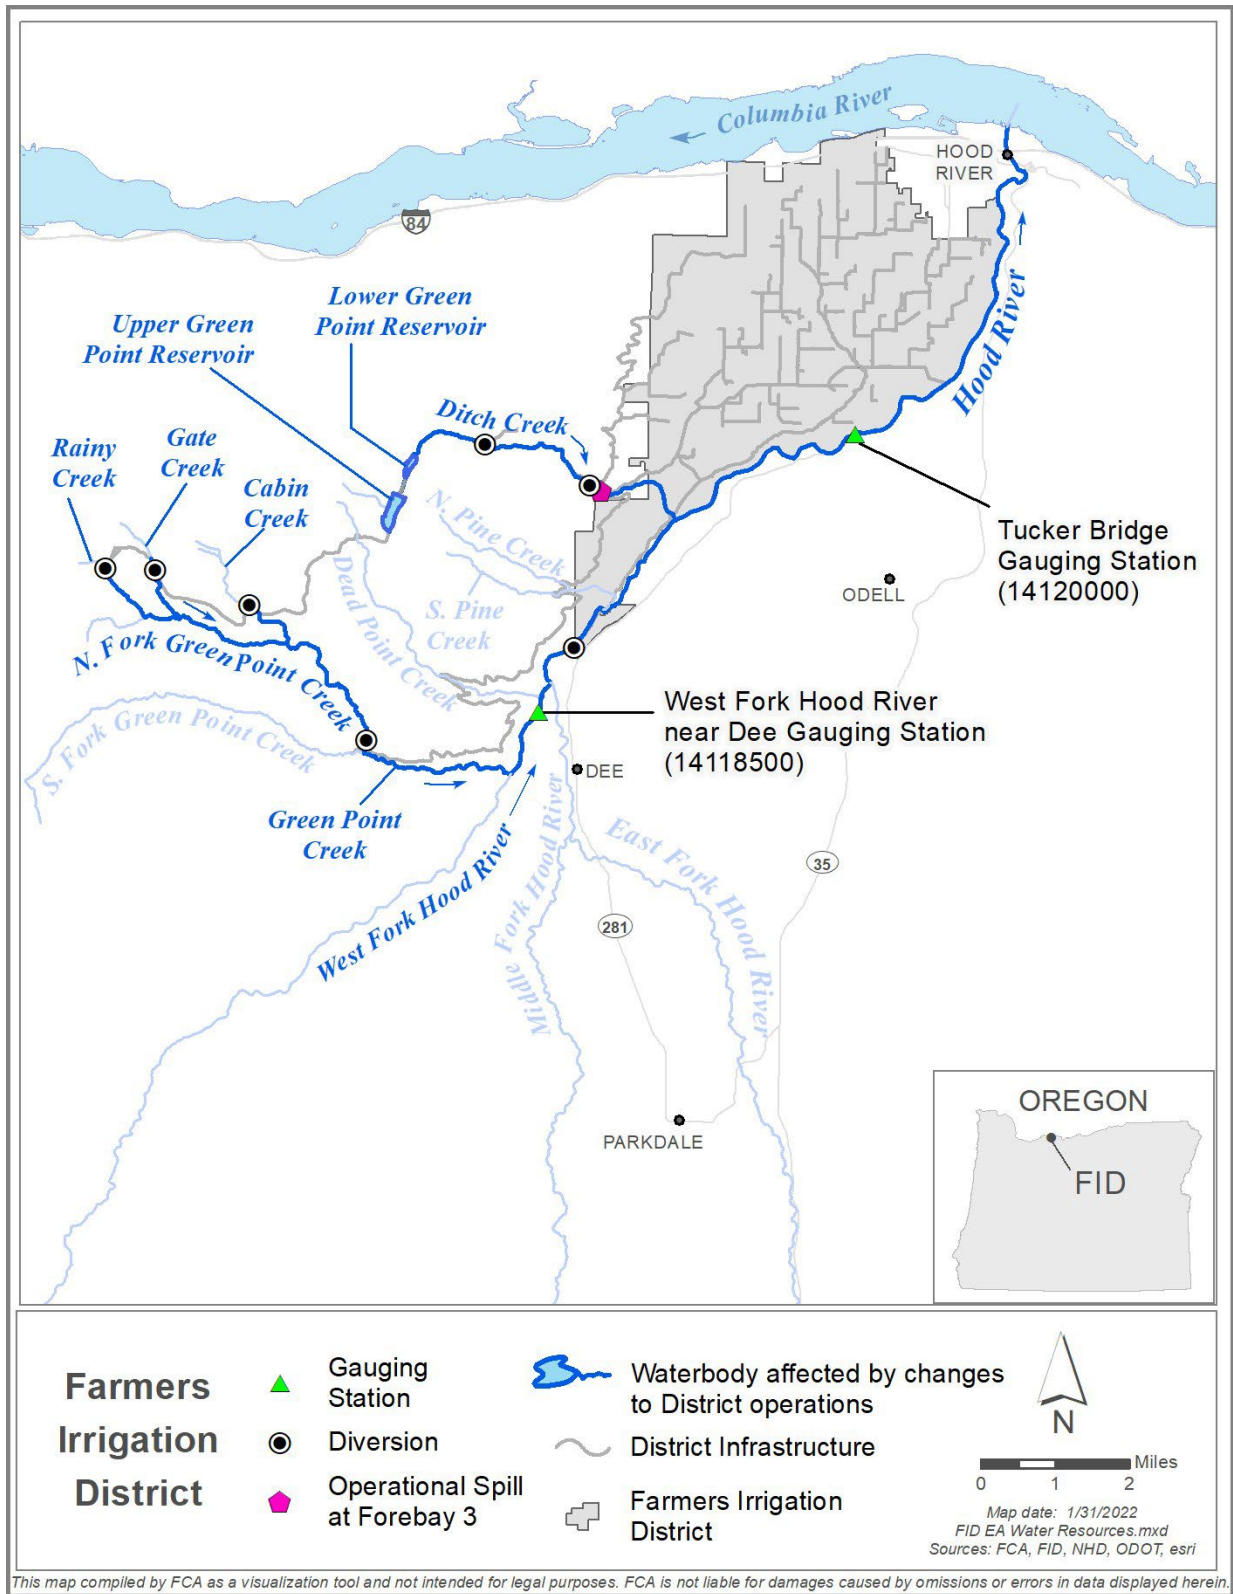 Columbia River
HOOD
RIVER
84
Lower Green
Point Reservoir
Upper Green
Point Reservoir
Ditch Creek
Hood River
Rainy
Creek
Gate
Creek
Cabin
Creek
N. Pine Creek
S. Pine
Creek
Dead Point Creek
Tucker Bridge
Gauging Station
(14120000)
ODELL
N. Fork Green Point Creek
S. Fork Green Point Creek
West Fork Hood River
near Dee Gauging Station
(14118500)
DEE
Green Point
Creek
West Fork Hood River
Middle Fork Hood River
East Fork Hood River
35
281
PARKDALE
OREGON
FID
Farmers
Irrigation
District
Gauging
Station
Diversion
Operational Spill
at Forebay 3
Waterbody affected by changes
to District operations
District Infrastructure
Farmers Irrigation
District
N
Miles
0 1 2
Map date: 1/31/2022
FID EA Water Resources.mxd
Sources: FCA, FID, NHD, ODOT, esri
This map compiled by FCA as a visualization tool and not intended for legal purposes. FCA is not liable for damages caused by omissions or errors in data displayed herein.